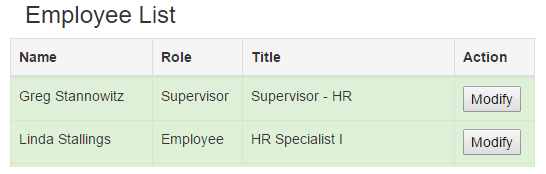 Employee List
Name Role Title Action
Greg Stannowitz Supervisor Supervisor - HR Modify
Linda Stallings Employee HR Specialist I Modify